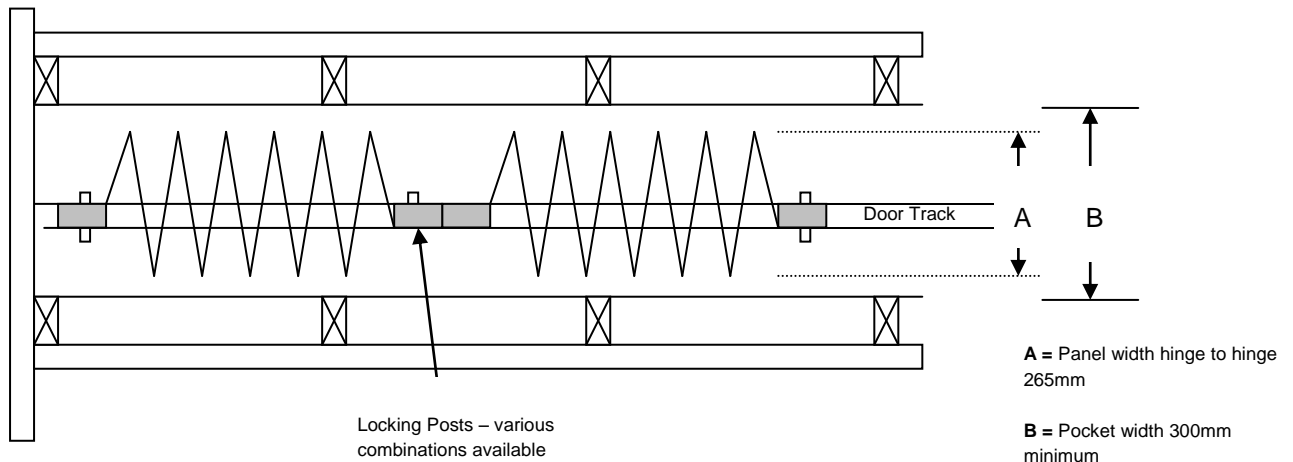 Door Track
A
B
A = Panel width hinge to hinge
265mm
Locking Posts – various
combinations available
B = Pocket width 300mm
minimum